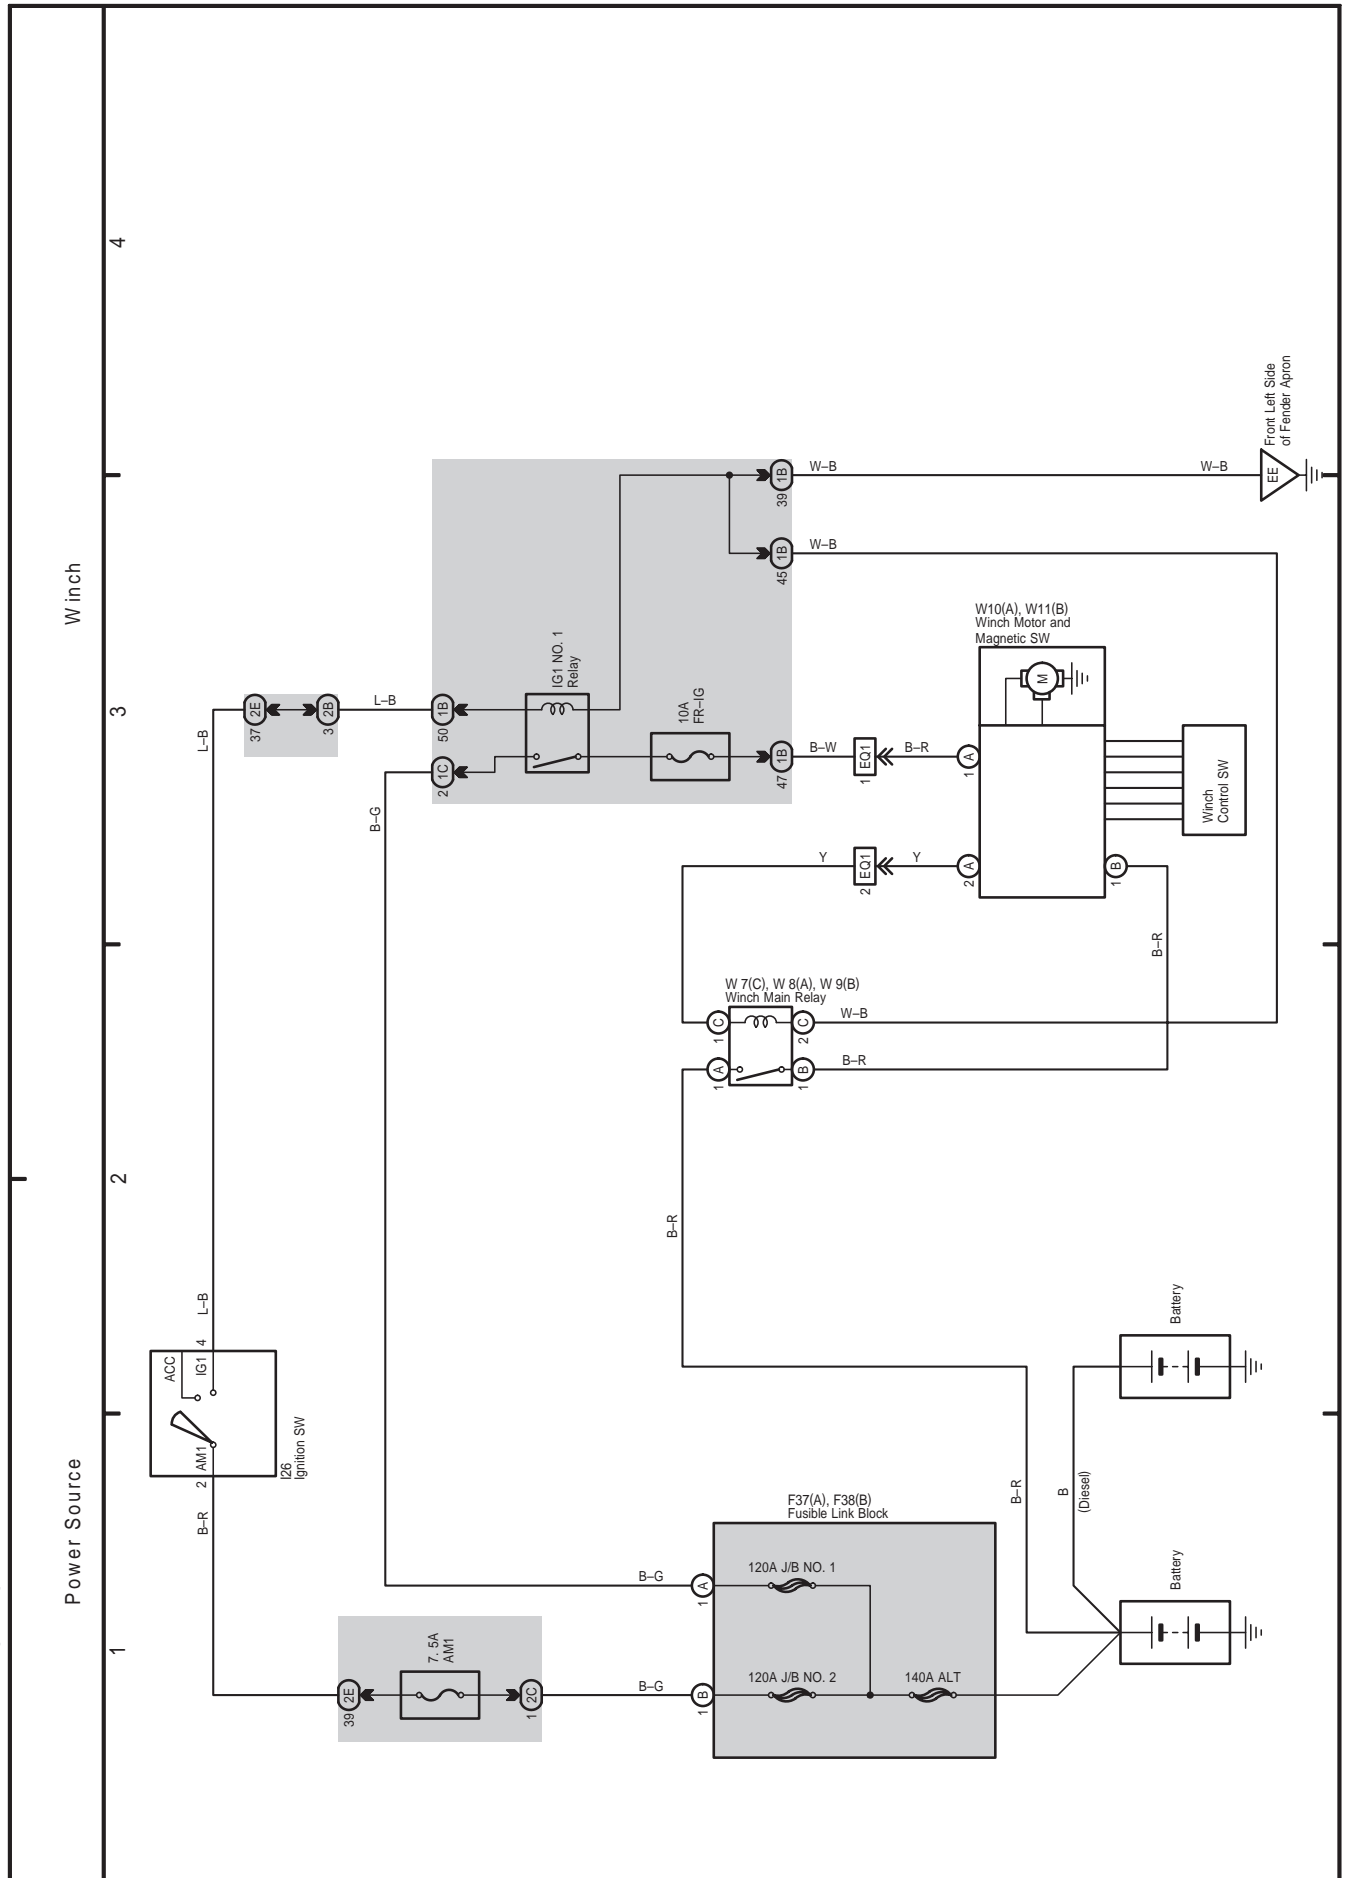 Power Source
Winch
1
2
3
4
B–R
2
AM1
ACC
IG1
4
I26
Ignition SW
L–B
L–B
37
2E
3
2B
L–B
50
1B
2
1C
B–G
IG1 NO. 1
Relay
10A
FR–IG
39
1B
W–B
W–B
EE
Front Left Side
of Fender Apron
45
1B
W–B
47
1B
B–W
1
EQ1
B–R
1
A
W10(A), W11(B)
Winch Motor and
Magnetic SW
M
Winch
Control SW
Y
2
EQ1
Y
2
A
1
B
B–R
W 7(C), W 8(A), W 9(B)
Winch Main Relay
1
C
2
C
W–B
1
A
1
B
B–R
B–R
39
2E
7. 5A
AM1
1
2C
B–G
B–G
1
A
1
B
F37(A), F38(B)
Fusible Link Block
120A J/B NO. 1
120A J/B NO. 2
140A ALT
B–R
B
(Diesel)
Battery
Battery